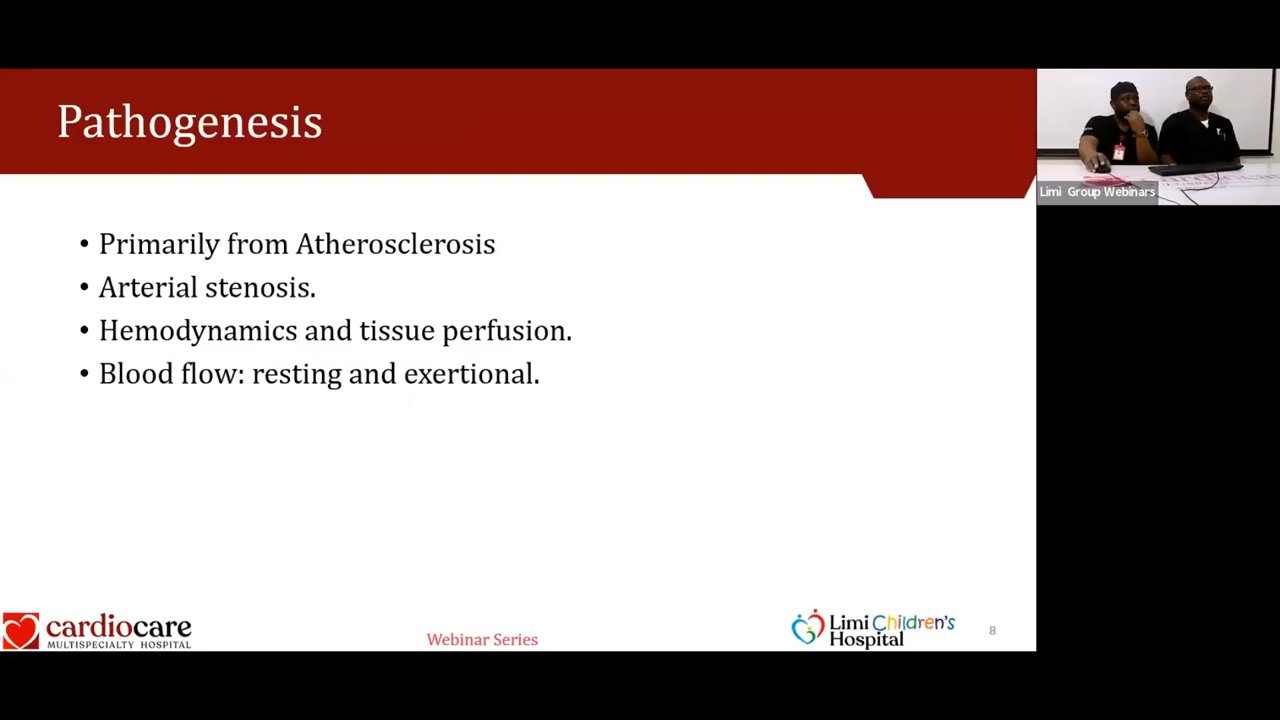 Pathogenesis
• Primarily from Atherosclerosis
• Arterial stenosis.
• Hemodynamics and tissue perfusion.
• Blood flow: resting and exertional.
Limi Group Webinars
cardiocare
MULTISPECIALTY HOSPITAL
Webinar Series
Limi Children's
Hospital
8